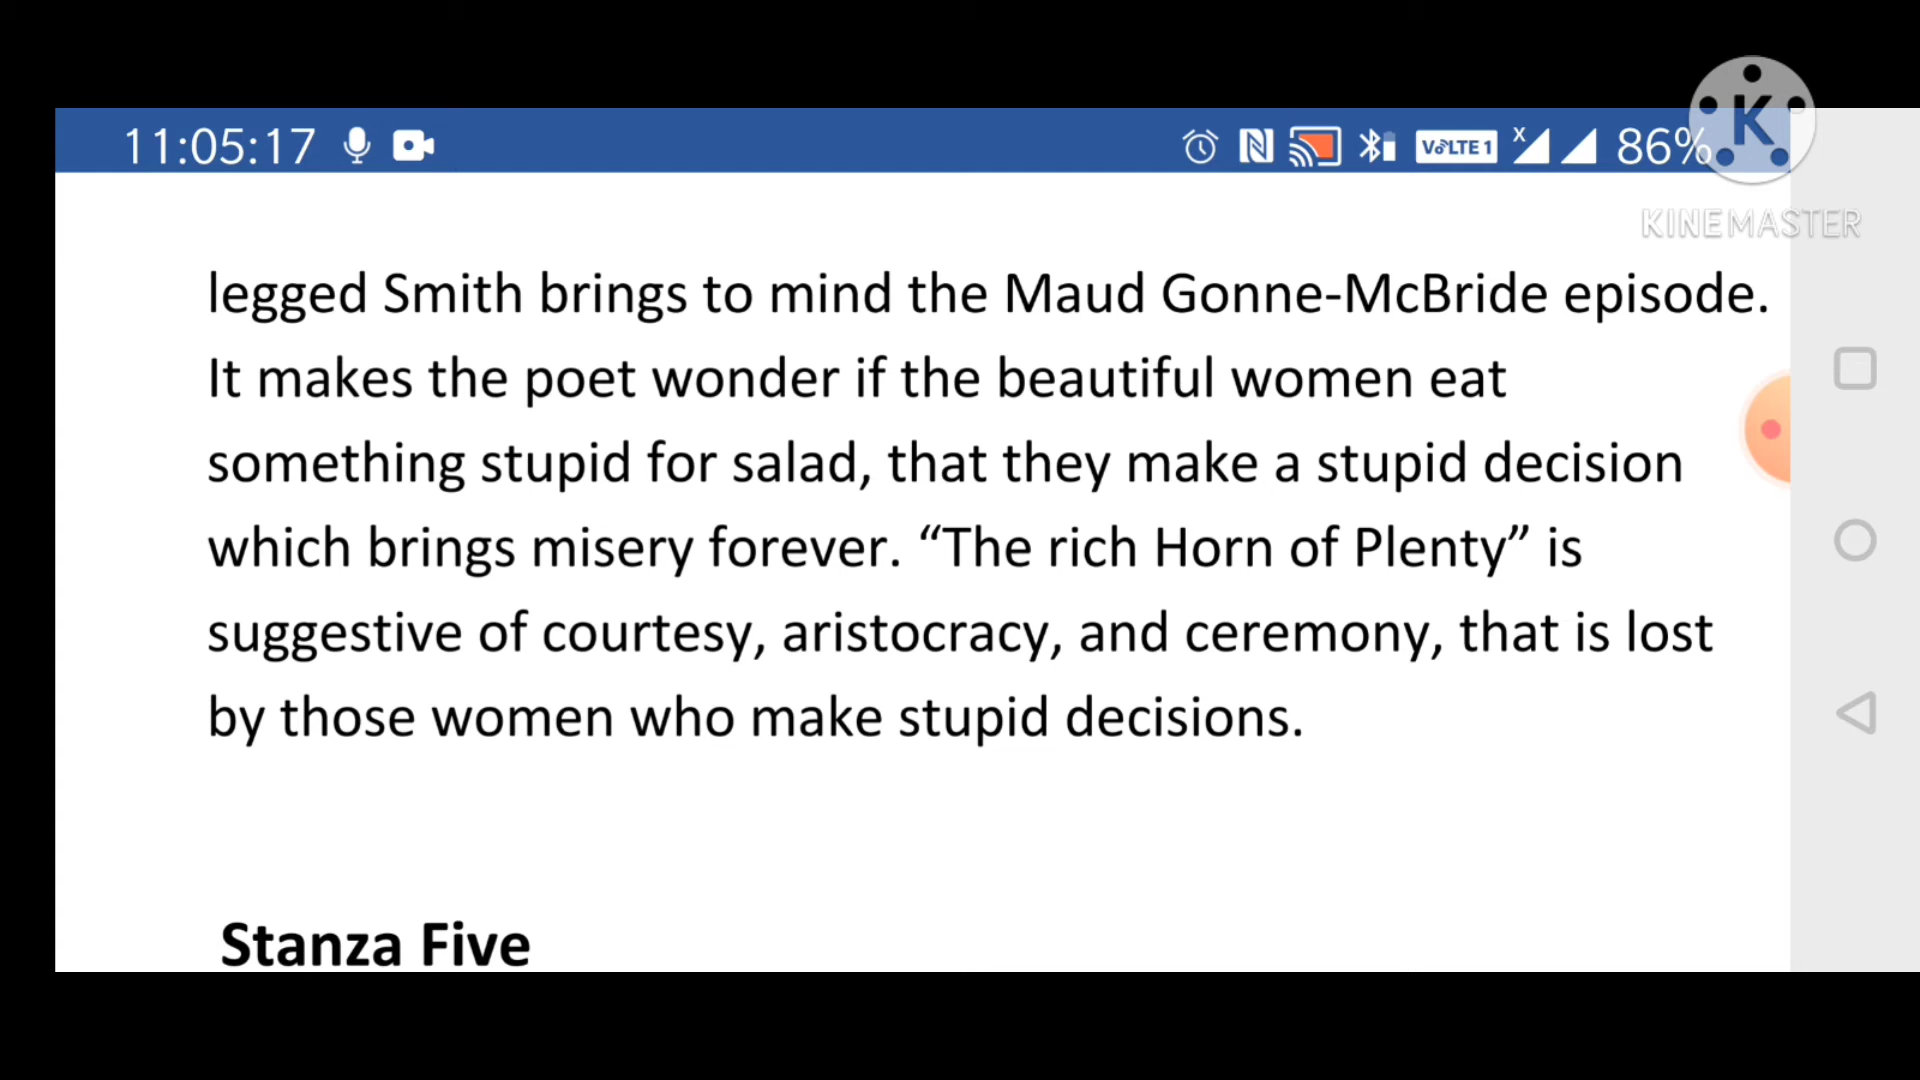 11:05:17 VoLTE 1 x 86%
K
KINEMASTER
legged Smith brings to mind the Maud Gonne-McBride episode.
It makes the poet wonder if the beautiful women eat
something stupid for salad, that they make a stupid decision
which brings misery forever. “The rich Horn of Plenty” is
suggestive of courtesy, aristocracy, and ceremony, that is lost
by those women who make stupid decisions.
Stanza Five